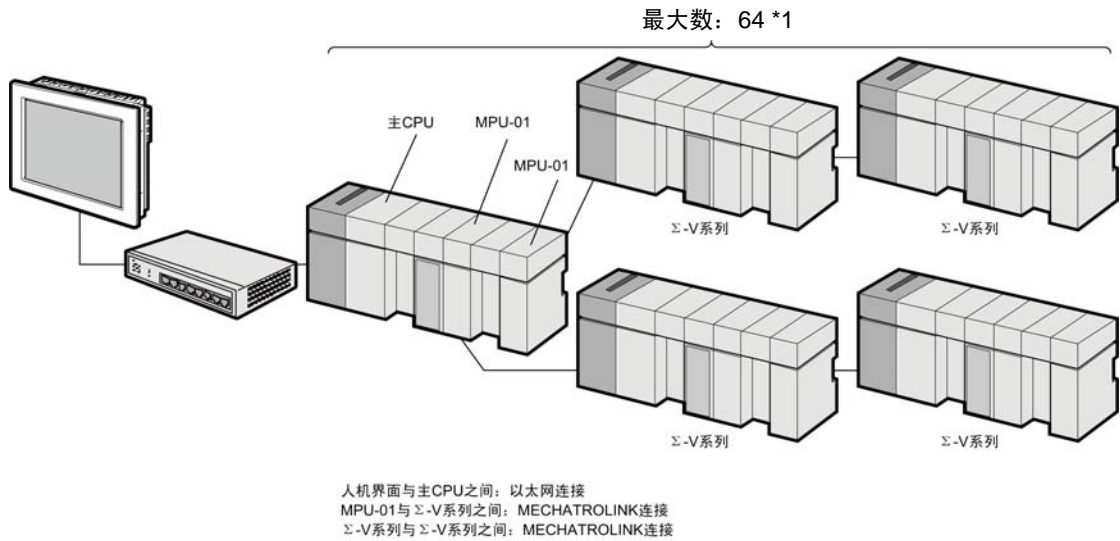 最大数：64 *1
主CPU
MPU-01
MPU-01
Σ-V系列
Σ-V系列
Σ-V系列
Σ-V系列
人机界面与主CPU之间：以太网连接
MPU-01与Σ-V系列之间：MECHATROLINK连接
Σ-V系列与Σ-V系列之间：MECHATROLINK连接